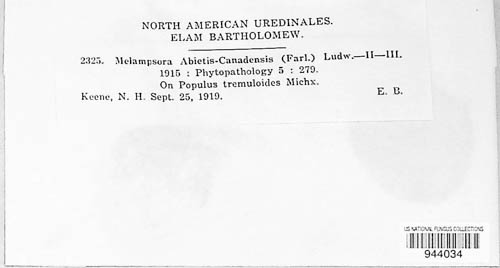 NORTH AMERICAN UREDINALES.
ELAM BARTHOLOMEW.
2325. Melampsora Abietis-Canadensis (Farl.) Ludw.—II—III.
1915 : Phytopathology 5 : 279.
On Populus tremuloides Michx.
Keene, N. H. Sept. 25, 1919. E. B.
US NATIONAL FUNGUS COLLECTIONS
944034